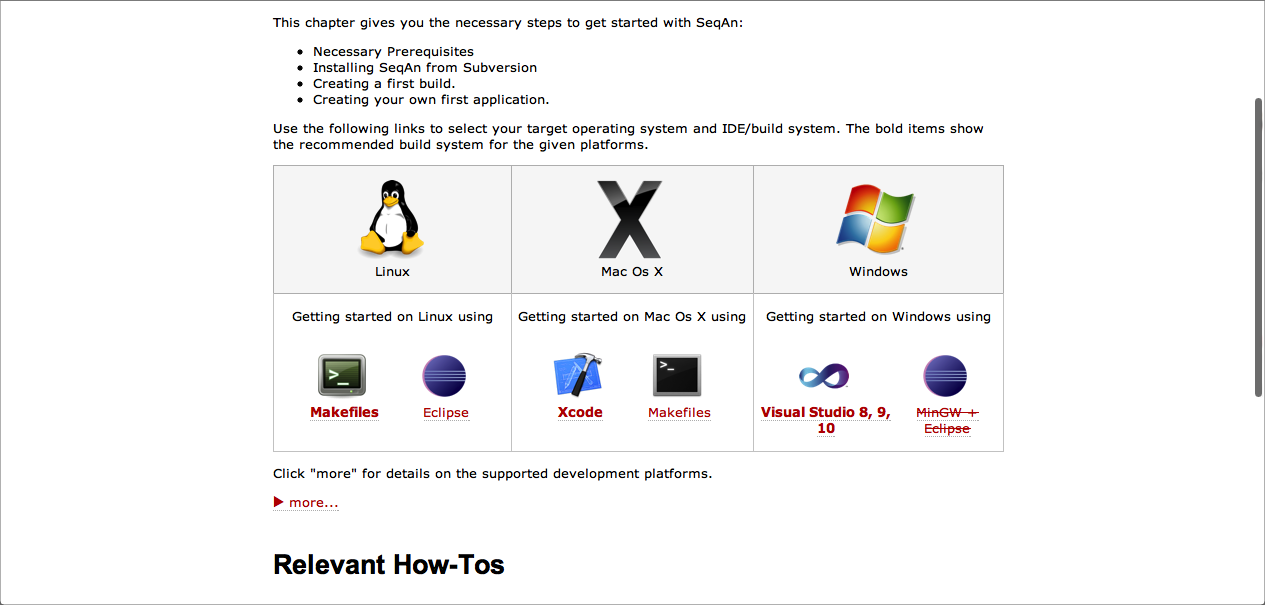 This chapter gives you the necessary steps to get started with SeqAn:
Necessary Prerequisites
Installing SeqAn from Subversion
Creating a first build.
Creating your own first application.
Use the following links to select your target operating system and IDE/build system. The bold items show
the recommended build system for the given platforms.
Linux
Mac Os X
Windows
Getting started on Linux using
Makefiles
Eclipse
Getting started on Mac Os X using
Xcode
Makefiles
Getting started on Windows using
Visual Studio 8, 9,
10
MinGW +
Eclipse
Click "more" for details on the supported development platforms.
more...
Relevant How-Tos